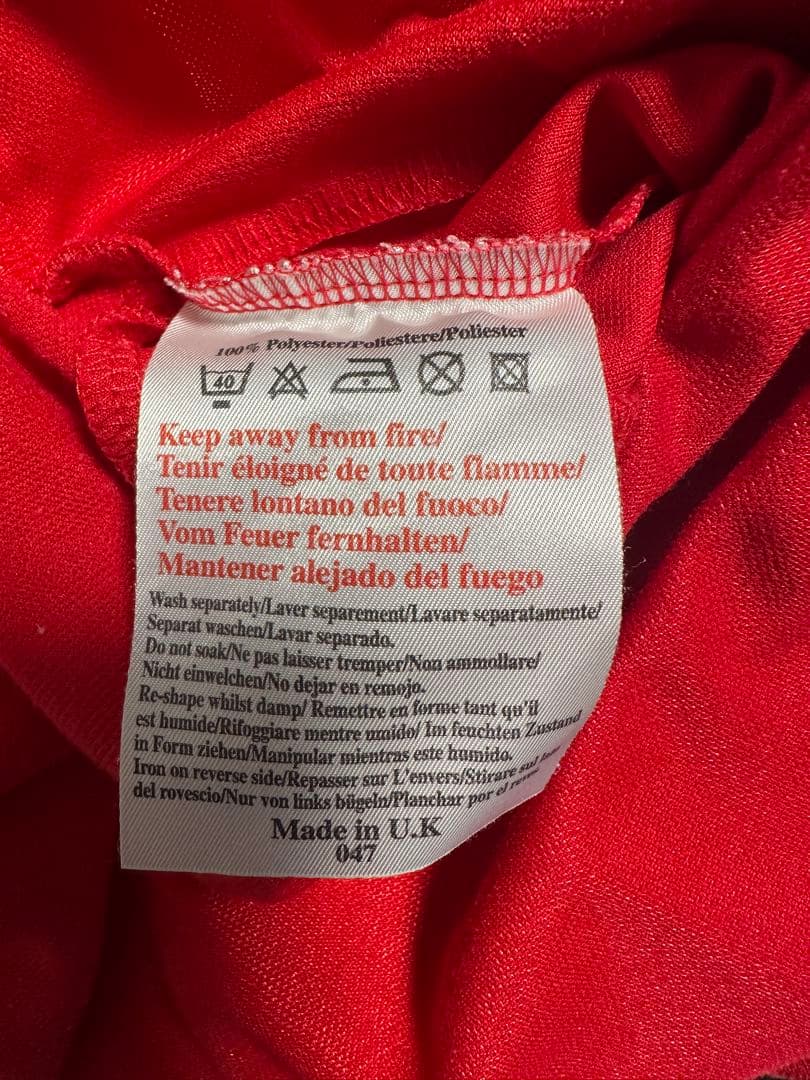 100% Polyester/Poliestere/Poliester
40
Keep away from fire/
Tenir éloigné de toute flamme/
Tenere lontano del fuoco/
Vom Feuer fernhalten/
Mantener alejado del fuego
Wash separately/Laver separement/Lavare separatamente/
Separat waschen/Lavar separado.
Do not soak/Ne pas laisser tremper/Non ammollare/
Nicht einweichen/No dejar en remojo.
Re-shape whilst damp/ Remettre en forme tant qu'il
est humide/Rifoggiare mentre umido/ Im feuchten Zustand
in Form ziehen/Manipular mientras este humido.
Iron on reverse side/Repasser sur L'envers/Stirare sul
del rovescio/Nur von links bügeln/Planchar por el
Made in U.K
047